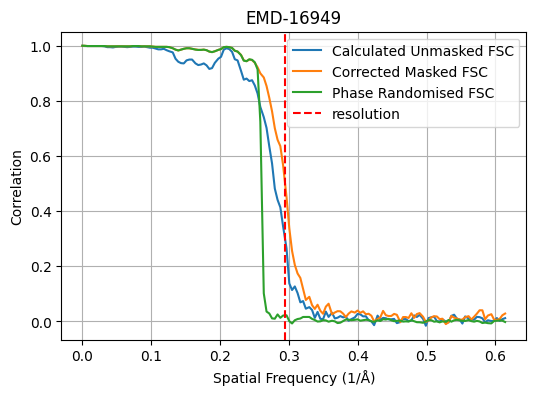 EMD-16949
1.0
0.8
0.6
0.4
0.2
0.0
Correlation
Calculated Unmasked FSC
Corrected Masked FSC
Phase Randomised FSC
resolution
0.0 0.1 0.2 0.3 0.4 0.5 0.6
Spatial Frequency (1/Å)